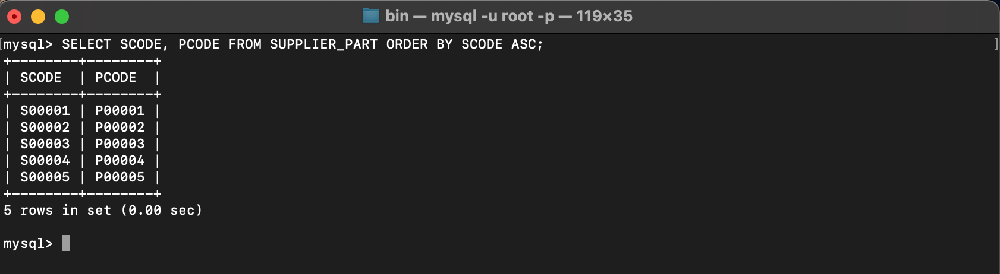 bin — mysql -u root -p — 119×35
mysql> SELECT SCODE, PCODE FROM SUPPLIER_PART ORDER BY SCODE ASC;
+--------+--------+
| SCODE  | PCODE  |
+--------+--------+
| S00001 | P00001 |
| S00002 | P00002 |
| S00003 | P00003 |
| S00004 | P00004 |
| S00005 | P00005 |
+--------+--------+
5 rows in set (0.00 sec)
mysql>